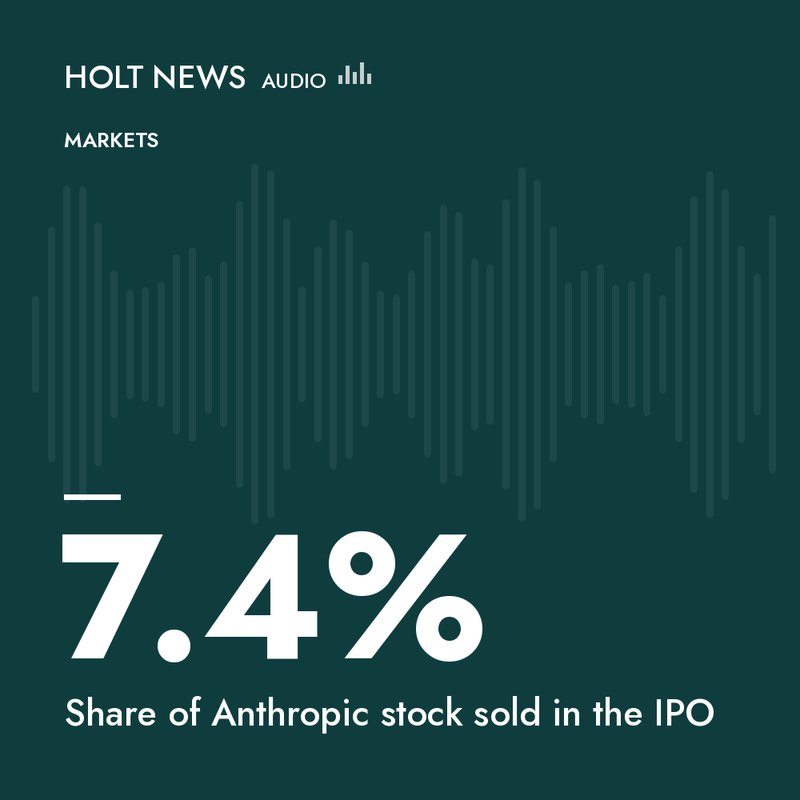 HOLT NEWS AUDIO
MARKETS
7.4%
Share of Anthropic stock sold in the IPO